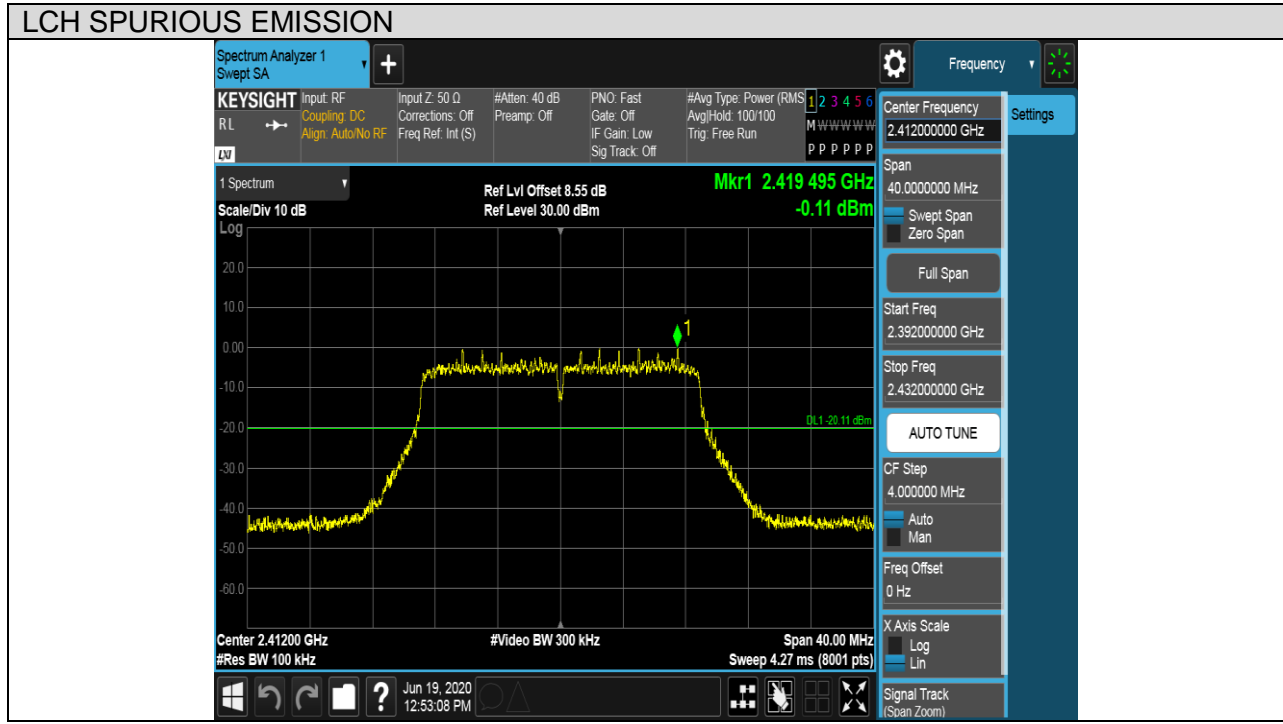 LCH SPURIOUS EMISSION
Spectrum Analyzer 1
Swept SA
+
Frequency
KEYSIGHT
RL
LXI
Input: RF
Coupling: DC
Align: Auto/No RF
Input Z: 50 Ω
Corrections: Off
Freq Ref: Int (S)
#Atten: 40 dB
Preamp: Off
PNO: Fast
Gate: Off
IF Gain: Low
Sig Track: Off
#Avg Type: Power (RMS
Avg|Hold: 100/100
Trig: Free Run
1 2 3 4 5 6
M W W W W W
P P P P P P
1 Spectrum
Scale/Div 10 dB
Log
Ref Lvl Offset 8.55 dB
Ref Level 30.00 dBm
Mkr1 2.419 495 GHz
-0.11 dBm
20.0
10.0
0.00
-10.0
-20.0
-30.0
-40.0
-50.0
-60.0
1
DL1 -20.11 dBm
Center 2.41200 GHz
#Res BW 100 kHz
#Video BW 300 kHz
Span 40.00 MHz
Sweep 4.27 ms (8001 pts)
Center Frequency
2.412000000 GHz
Settings
Span
40.0000000 MHz
Swept Span
Zero Span
Full Span
Start Freq
2.392000000 GHz
Stop Freq
2.432000000 GHz
AUTO TUNE
CF Step
4.000000 MHz
Auto
Man
Freq Offset
0 Hz
X Axis Scale
Log
Lin
Signal Track
(Span Zoom)
?
Jun 19, 2020
12:53:08 PM